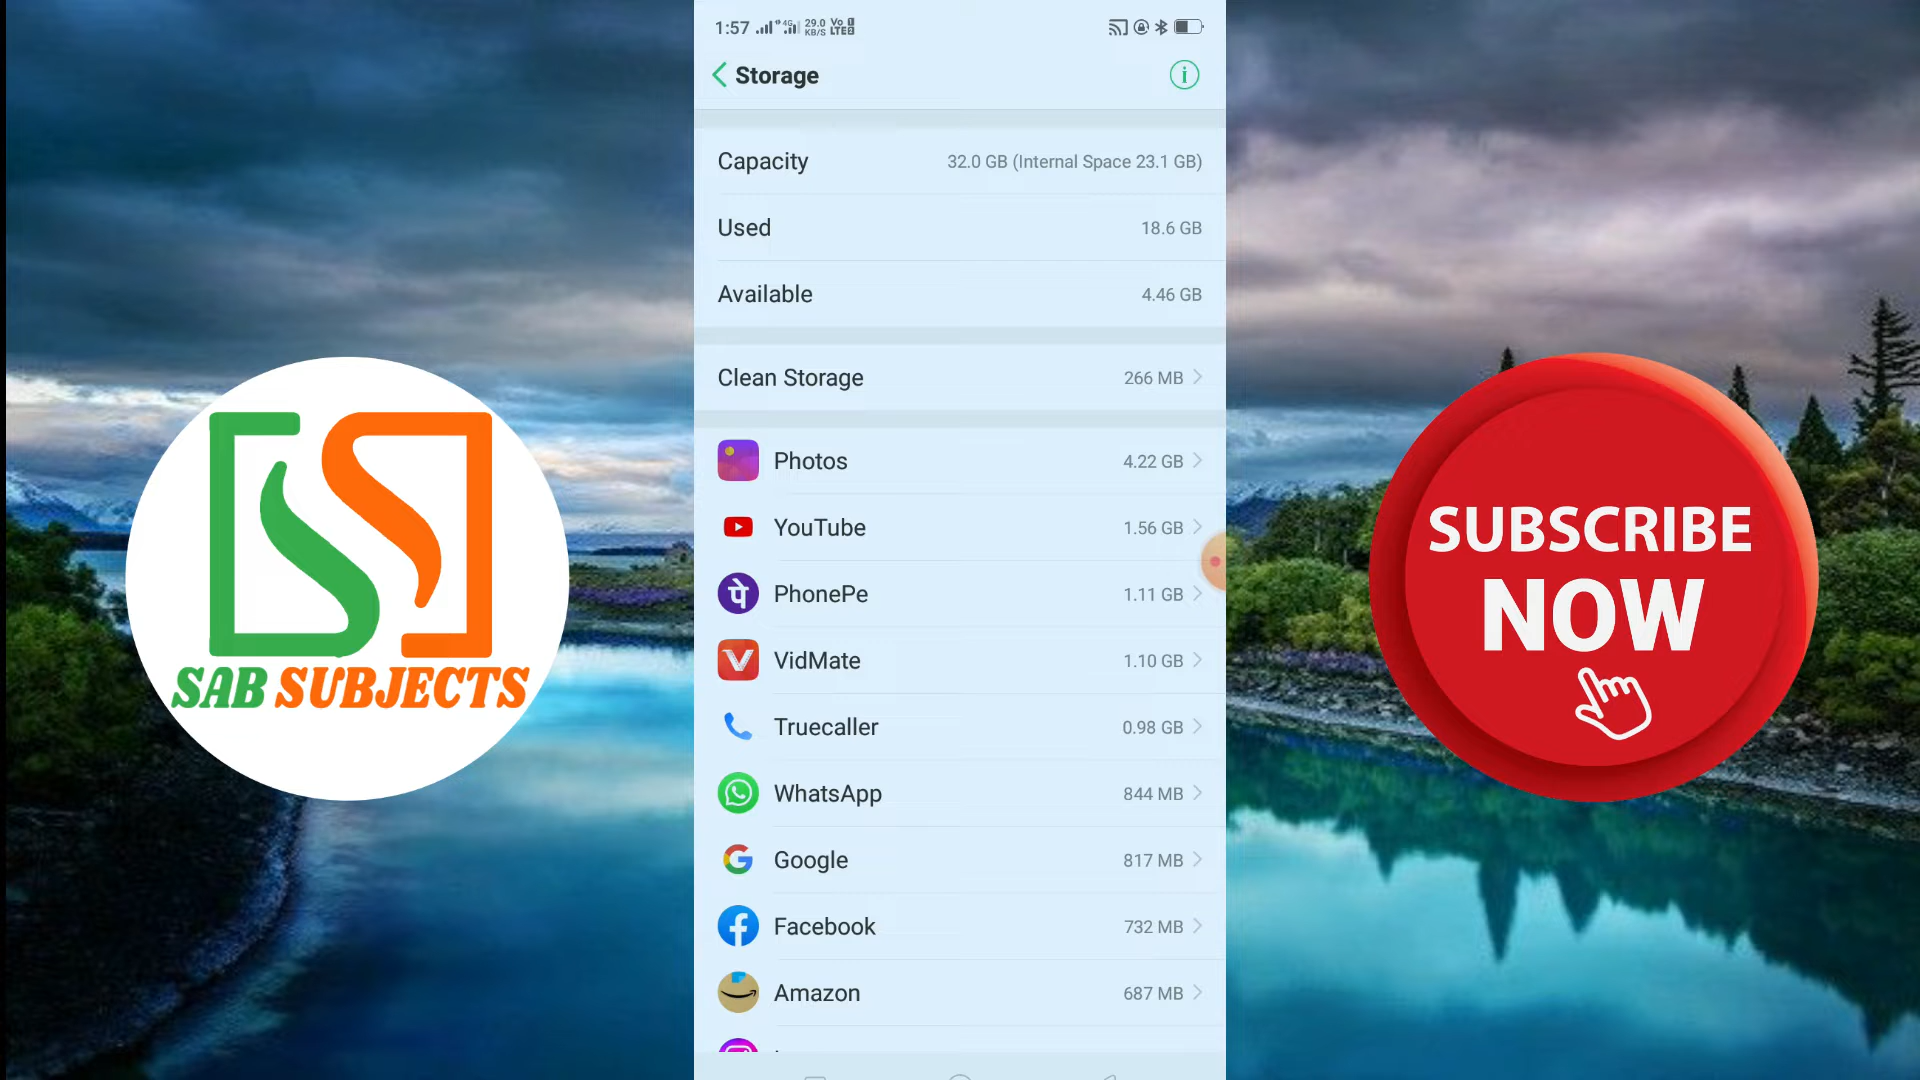 1:57 4G 29.0 KB/S Vo LTE
Storage
Capacity 32.0 GB (Internal Space 23.1 GB)
Used 18.6 GB
Available 4.46 GB
Clean Storage 266 MB
Photos 4.22 GB
YouTube 1.56 GB
पे PhonePe 1.11 GB
VidMate 1.10 GB
Truecaller 0.98 GB
WhatsApp 844 MB
Google 817 MB
Facebook 732 MB
Amazon 687 MB
SAB SUBJECTS
SUBSCRIBE
NOW